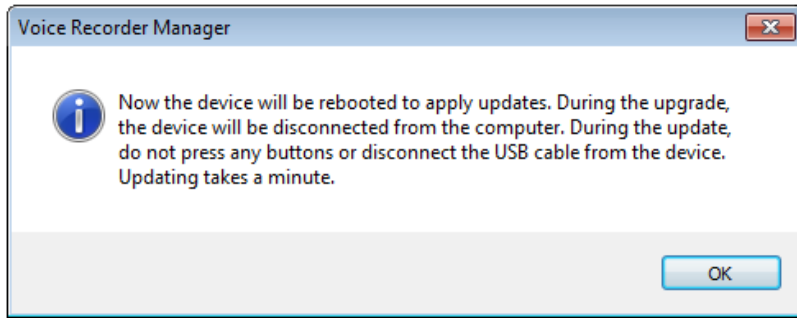 Voice Recorder Manager
Now the device will be rebooted to apply updates. During the upgrade,
the device will be disconnected from the computer. During the update,
do not press any buttons or disconnect the USB cable from the device.
Updating takes a minute.
OK